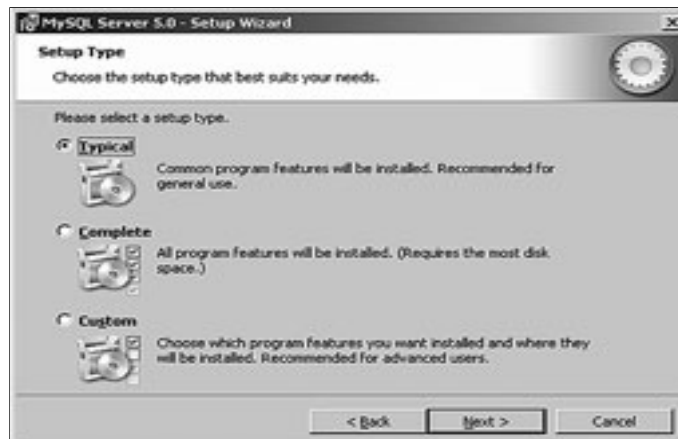 MySQL Server 5.0 - Setup Wizard
Setup Type
Choose the setup type that best suits your needs.
Please select a setup type.
Typical
Common program features will be installed. Recommended for
general use.
Complete
All program features will be installed. (Requires the most disk
space.)
Custom
Choose which program features you want installed and where they
will be installed. Recommended for advanced users.
< Back
Next >
Cancel